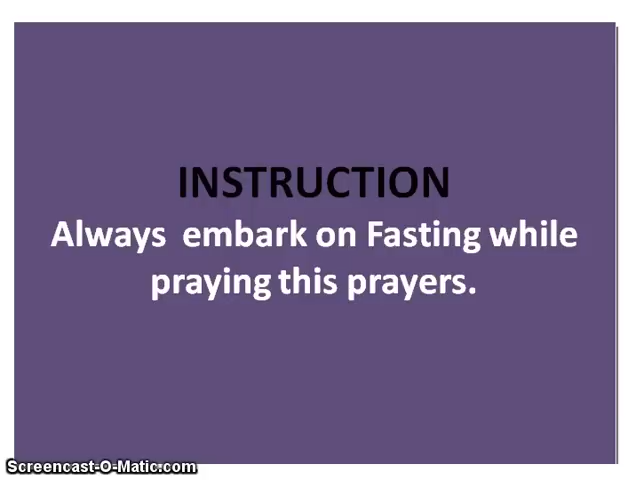 INSTRUCTION
Always embark on Fasting while
praying this prayers.
Screencast-O-Matic.com